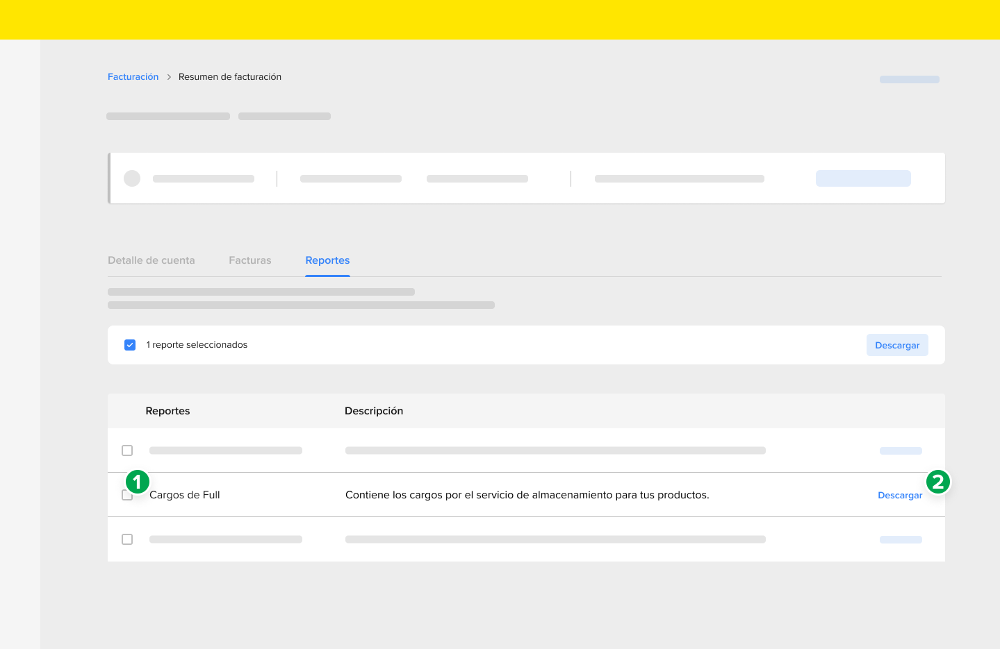 Facturación > Resumen de facturación
Detalle de cuenta Facturas Reportes
1 reporte seleccionados Descargar
Reportes Descripción
1 2
Cargos de Full Contiene los cargos por el servicio de almacenamiento para tus productos. Descargar